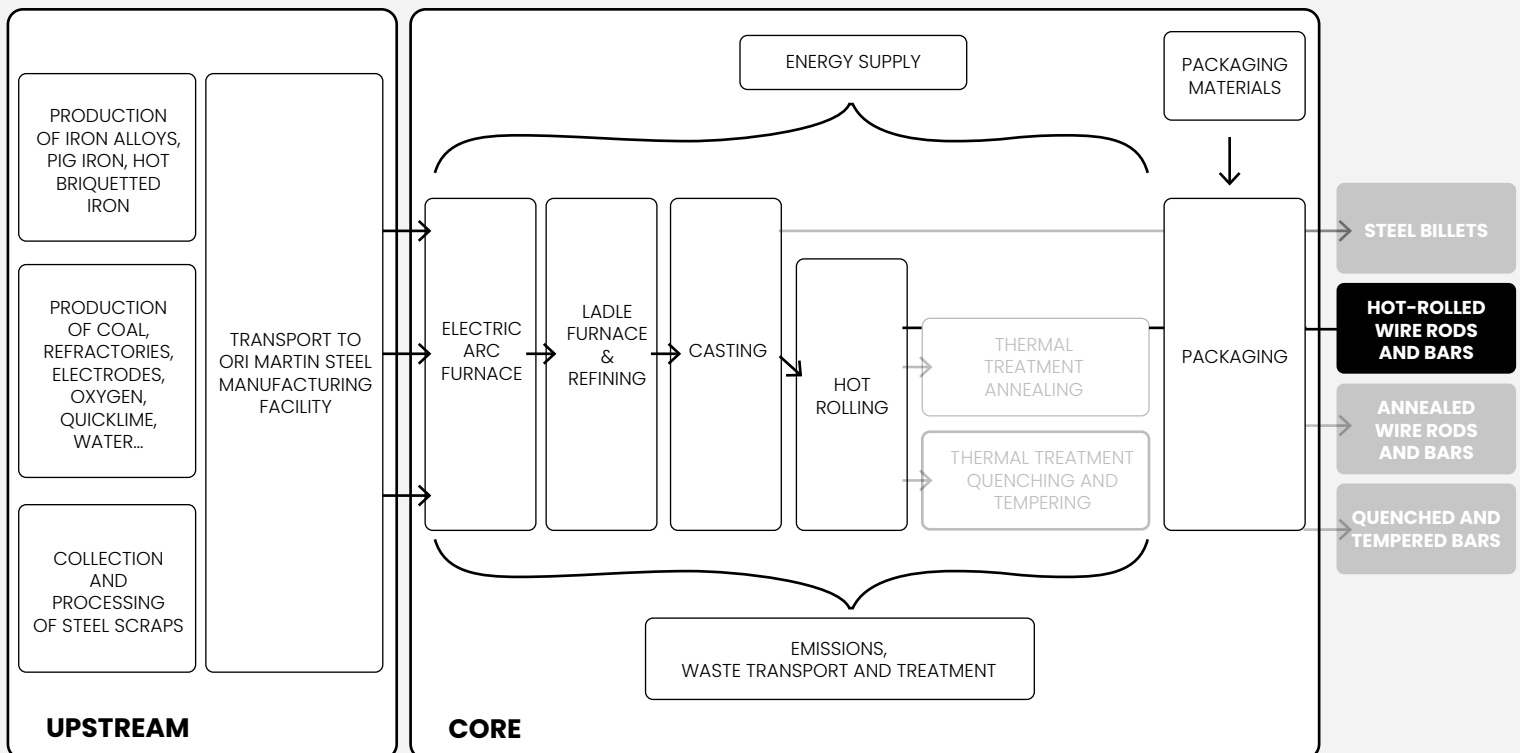 PRODUCTION
OF IRON ALLOYS,
PIG IRON, HOT
BRIQUETTED
IRON
PRODUCTION
OF COAL,
REFRACTORIES,
ELECTRODES,
OXYGEN,
QUICKLIME,
WATER...
COLLECTION
AND
PROCESSING
OF STEEL SCRAPS
TRANSPORT TO
ORI MARTIN STEEL
MANUFACTURING
FACILITY
UPSTREAM
ENERGY SUPPLY
PACKAGING
MATERIALS
ELECTRIC
ARC
FURNACE
LADLE
FURNACE
&
REFINING
CASTING
HOT
ROLLING
THERMAL
TREATMENT
ANNEALING
THERMAL TREATMENT
QUENCHING AND
TEMPERING
PACKAGING
EMISSIONS,
WASTE TRANSPORT AND TREATMENT
CORE
STEEL BILLETS
HOT-ROLLED
WIRE RODS
AND BARS
ANNEALED
WIRE RODS
AND BARS
QUENCHED AND
TEMPERED BARS